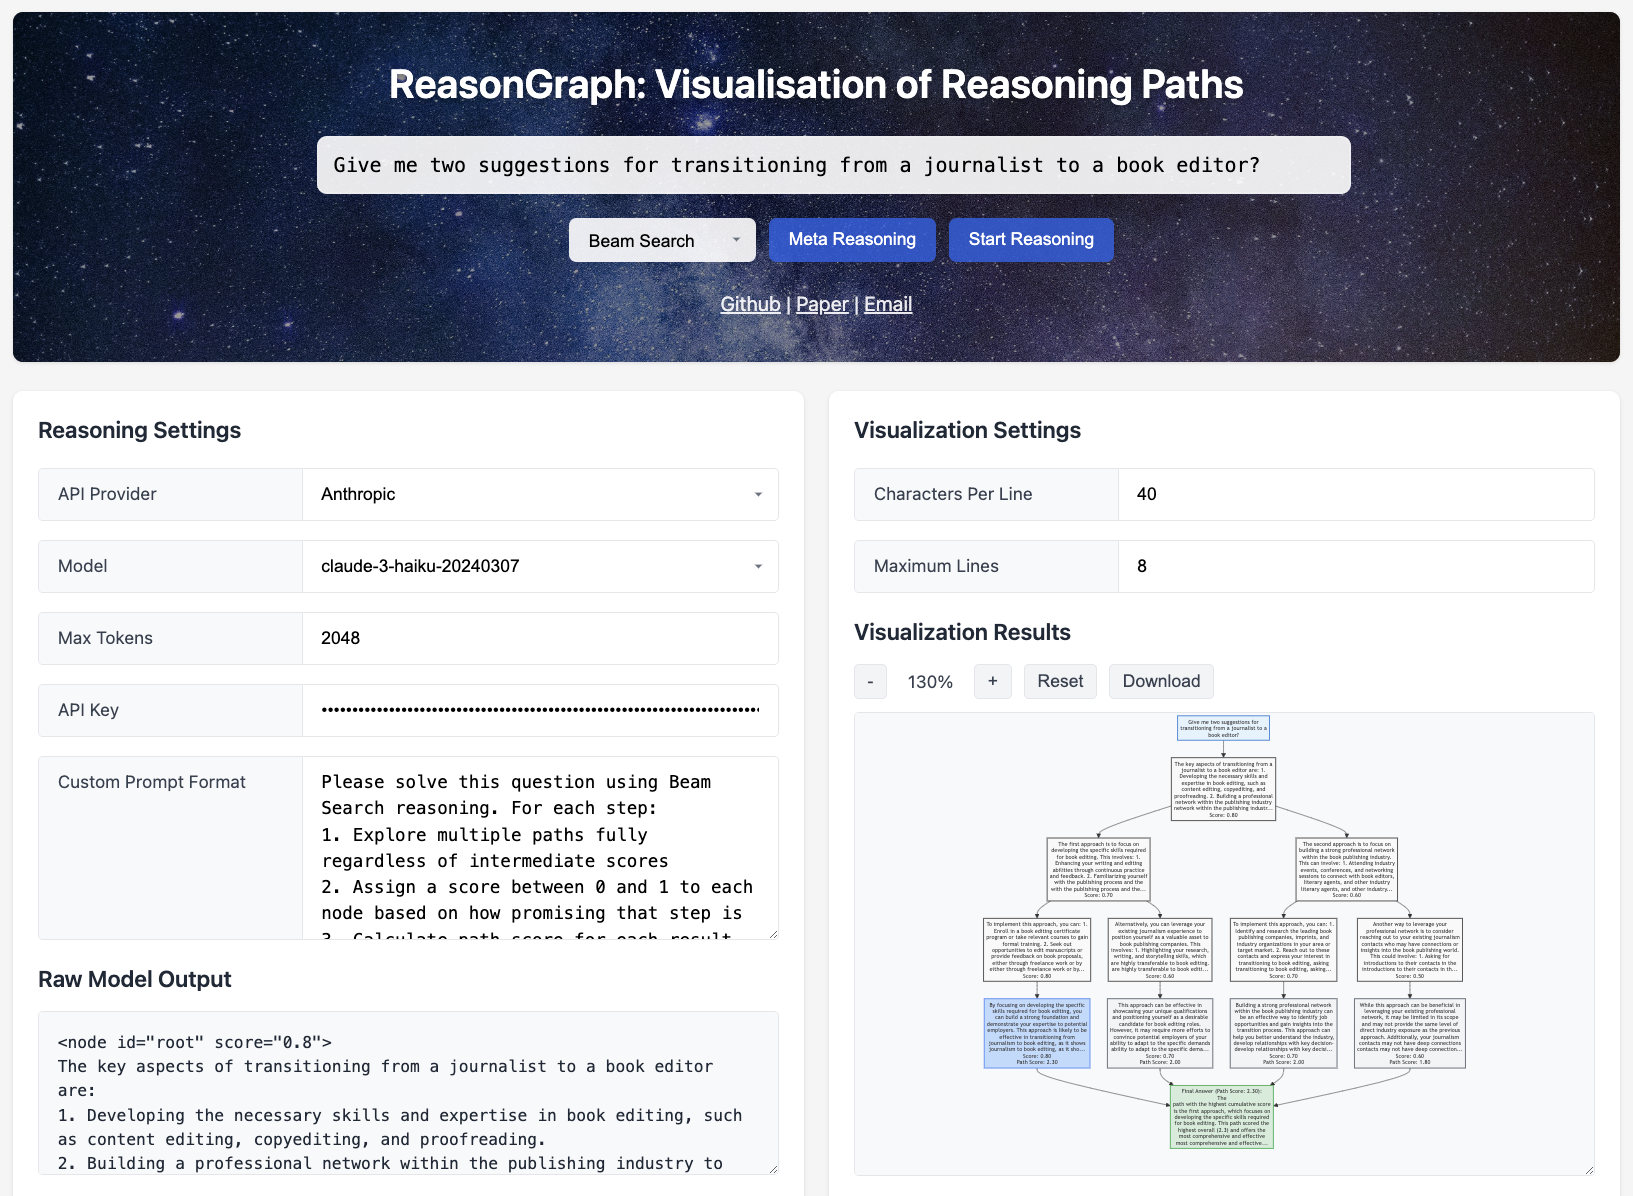 ReasonGraph: Visualisation of Reasoning Paths
Give me two suggestions for transitioning from a journalist to a book editor?
Beam Search
Meta Reasoning
Start Reasoning
Github | Paper | Email
Reasoning Settings
API Provider
Anthropic
Model
claude-3-haiku-20240307
Max Tokens
2048
API Key
Custom Prompt Format
Please solve this question using Beam
Search reasoning. For each step:
1. Explore multiple paths fully
regardless of intermediate scores
2. Assign a score between 0 and 1 to each
node based on how promising that step is
3. Calculate path score for each result
Raw Model Output
<node id="root" score="0.8">
The key aspects of transitioning from a journalist to a book editor
are:
1. Developing the necessary skills and expertise in book editing, such
as content editing, copyediting, and proofreading.
2. Building a professional network within the publishing industry to
Visualization Settings
Characters Per Line
40
Maximum Lines
8
Visualization Results
-
130%
+
Reset
Download
Give me two suggestions for
transitioning from a journalist to a
book editor?
The key aspects of transitioning from a
journalist to a book editor are: 1.
Developing the necessary skills and
expertise in book editing, such as
content editing, copyediting, and
proofreading. 2. Building a professional
network within the publishing industry
network within the publishing industr...
Score: 0.80
The first approach is to focus on
developing the specific skills required
for book editing. This involves: 1.
Enhancing your writing and editing
abilities through continuous practice
and feedback. 2. Familiarizing yourself
with the publishing process and the
with the publishing process and the...
Score: 0.70
The second approach is to focus on
building a strong professional network
within the publishing industry.
This can involve: 1. Attending industry
events, conferences, and networking
sessions to connect with book editors,
literary agents, and other industry
literary agents, and other industry...
Score: 0.60
To implement this approach, you can: 1.
Enroll in a book editing certificate
program or take relevant courses to gain
formal training. 2. Seek out
opportunities to edit manuscripts or
provide feedback on book proposals,
either through freelance work or by
either through freelance work or by...
Score: 0.80
Alternatively, you can leverage your
existing journalism experience to
position yourself as a valuable asset to
book publishing companies. This
involves: 1. Highlighting your research,
writing, and storytelling skills, which
are highly transferable to book editing,
are highly transferable to book editi...
Score: 0.60
To implement this approach, you can: 1.
Identify and research the leading book
publishing companies, imprints, and
industry organizations in your area or
target market. 2. Reach out to these
contacts and express your interest in
transitioning to book editing, asking
transitioning to book editing, asking...
Score: 0.70
Another way to leverage your
professional network is to consider
reaching out to your existing journalism
contacts who may have connections or
insights into the book publishing world.
This could involve: 1. Asking for
introductions to their contacts in the
introductions to their contacts in th...
Score: 0.50
By focusing on developing the specific
skills required for book editing, you
can build a strong foundation and
demonstrate your expertise to potential
employers. This approach is likely to be
effective in transitioning from
journalism to book editing, as it shows
journalism to book editing, as it sho...
Score: 0.80
Path Score: 2.30
This approach can be effective in
showcasing your unique qualifications
and positioning yourself as a desirable
candidate for book editing roles.
However, it may require more efforts to
convince potential employers of your
ability to adapt to the specific demands
ability to adapt to the specific dema...
Score: 0.70
Path Score: 2.00
Building a strong professional network
within the book publishing industry can
be an effective way to identify job
opportunities and gain insights into the
transition process. This approach can
help you better understand the industry,
develop relationships with key decision-
develop relationships with key decisi...
Score: 0.70
Path Score: 2.00
While this approach can be beneficial in
leveraging your existing professional
network, it may be limited in its scope
and may not provide the same level of
direct industry exposure as the previous
approach. Additionally, your journalism
contacts may not have deep connections
contacts may not have deep connection...
Score: 0.60
Path Score: 1.80
Final Answer (Path Score: 2.30):
The
path with the highest cumulative score
is the first approach, which focuses on
developing the specific skills required
for book editing. This path scored the
highest overall (2.3) and offers the
most comprehensive and effective
most comprehensive and effective...